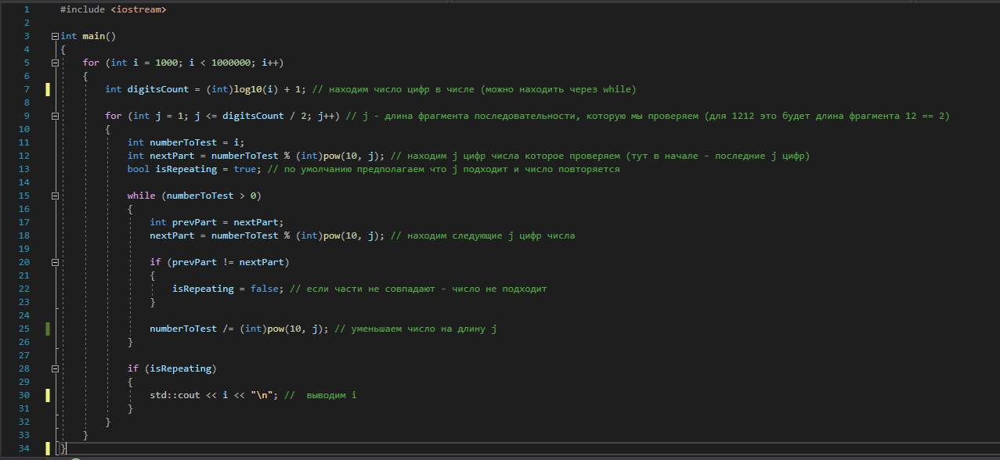 1 #include <iostream>
2
3 int main()
4 {
5 for (int i = 1000; i < 1000000; i++)
6 {
7 int digitsCount = (int)log10(i) + 1; // находим число цифр в числе (можно находить через while)
8
9 for (int j = 1; j <= digitsCount / 2; j++) // j - длина фрагмента последовательности, которую мы проверяем (для 1212 это будет длина фрагмента 12 == 2)
10 {
11 int numberToTest = i;
12 int nextPart = numberToTest % (int)pow(10, j); // находим j цифр числа которое проверяем (тут в начале - последние j цифр)
13 bool isRepeating = true; // по умолчанию предполагаем что j подходит и число повторяется
14
15 while (numberToTest > 0)
16 {
17 int prevPart = nextPart;
18 nextPart = numberToTest % (int)pow(10, j); // находим следующие j цифр числа
19
20 if (prevPart != nextPart)
21 {
22 isRepeating = false; // если части не совпадают - число не подходит
23 }
24
25 numberToTest /= (int)pow(10, j); // уменьшаем число на длину j
26 }
27
28 if (isRepeating)
29 {
30 std::cout << i << "\n"; //  выводим i
31 }
32 }
33 }
34 }